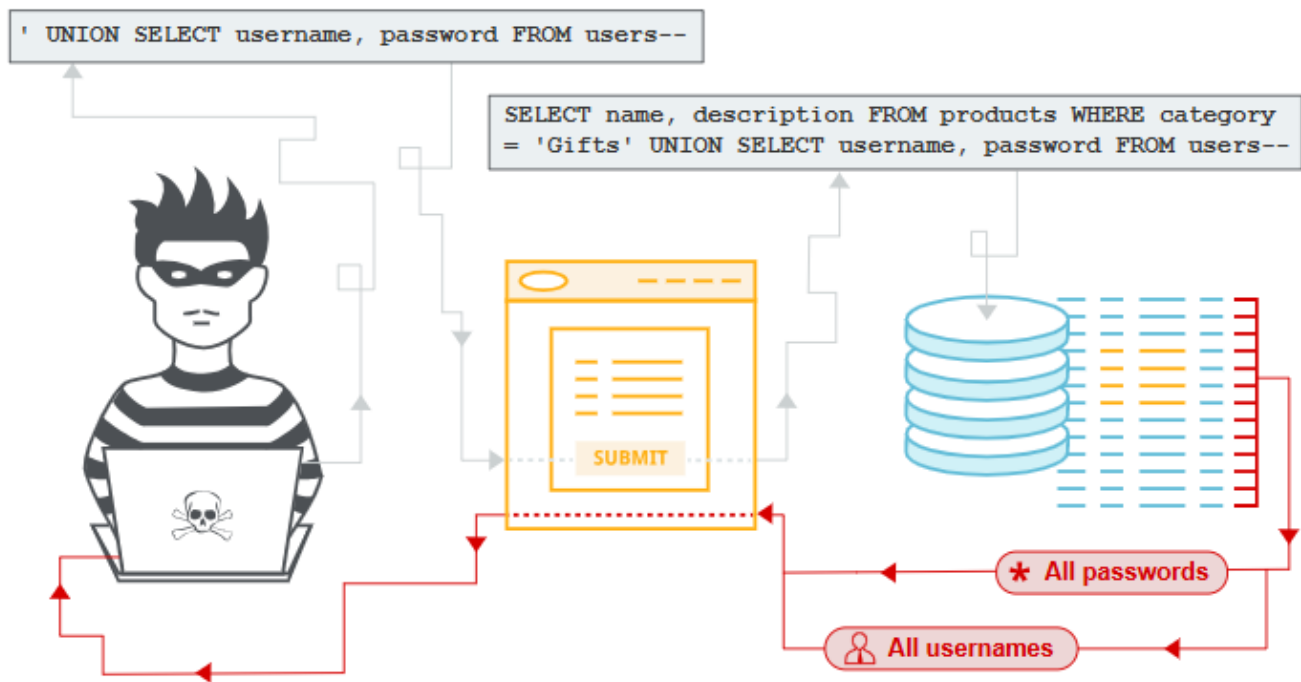 ' UNION SELECT username, password FROM users--
SELECT name, description FROM products WHERE category
= 'Gifts' UNION SELECT username, password FROM users--
SUBMIT
* All passwords
All usernames